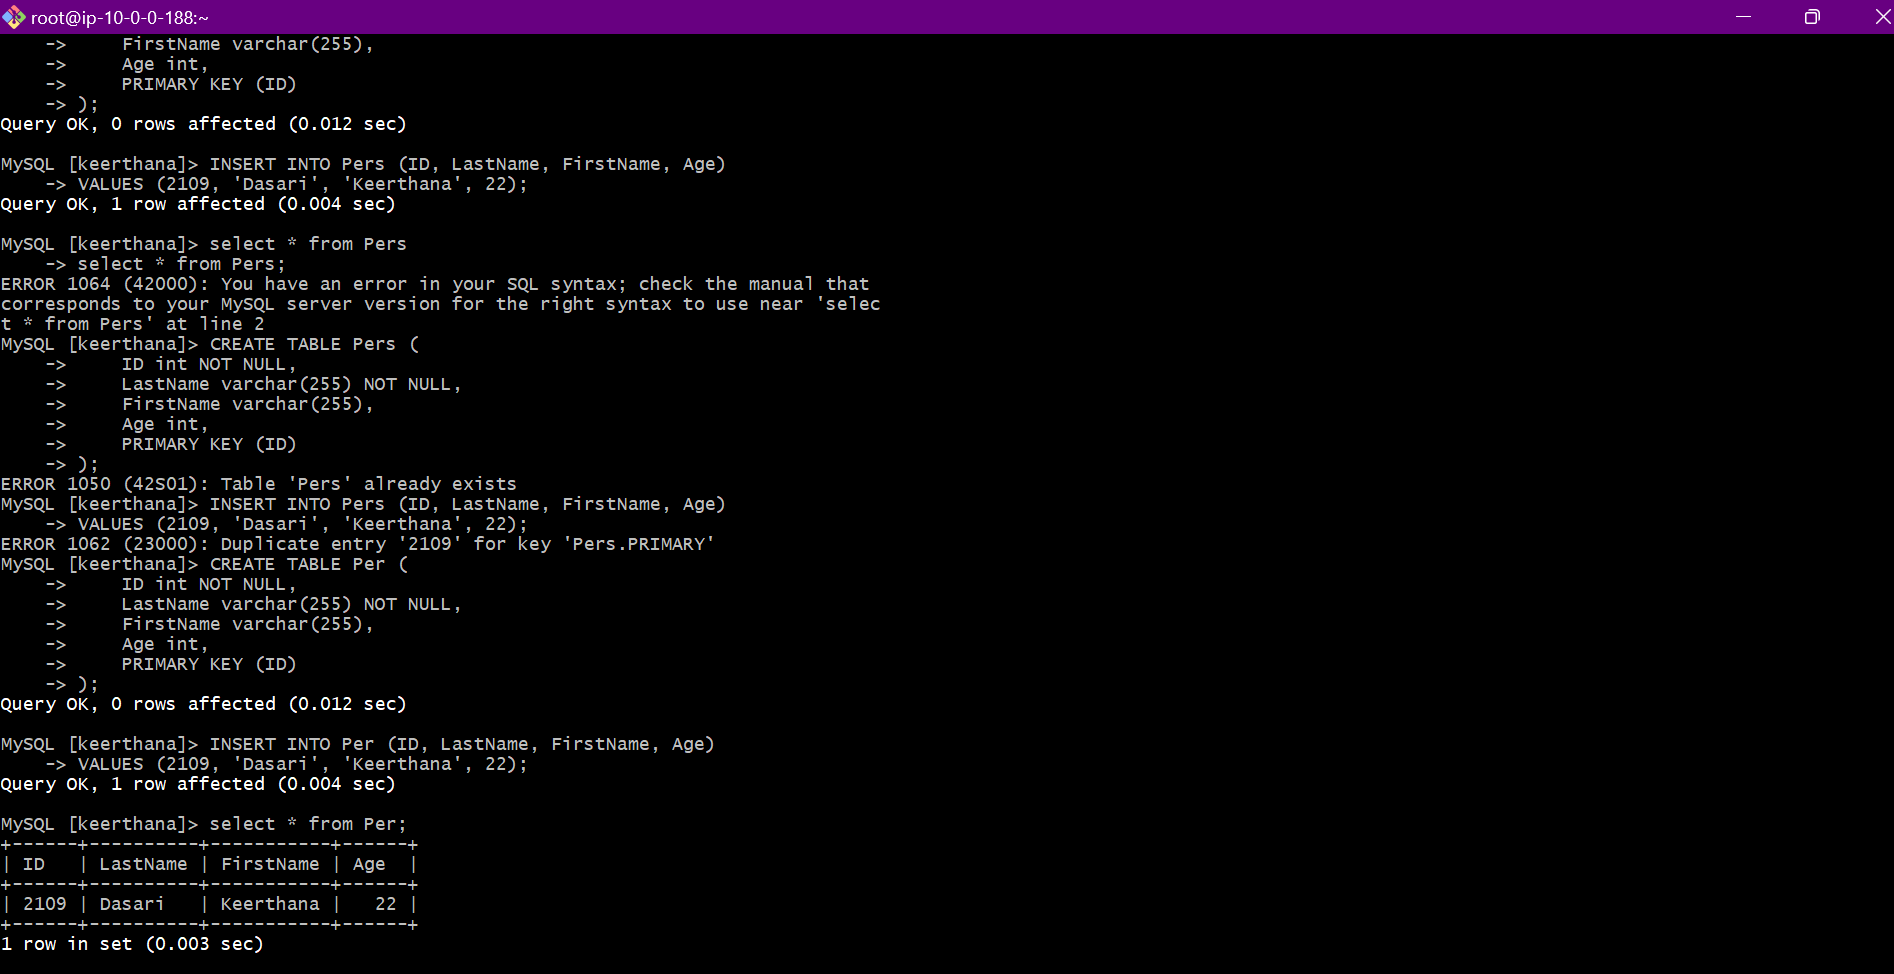 root@ip-10-0-0-188:~
    ->     FirstName varchar(255),
    ->     Age int,
    ->     PRIMARY KEY (ID)
    -> );
Query OK, 0 rows affected (0.012 sec)
MySQL [keerthana]> INSERT INTO Pers (ID, LastName, FirstName, Age)
    -> VALUES (2109, 'Dasari', 'Keerthana', 22);
Query OK, 1 row affected (0.004 sec)
MySQL [keerthana]> select * from Pers
    -> select * from Pers;
ERROR 1064 (42000): You have an error in your SQL syntax; check the manual that
corresponds to your MySQL server version for the right syntax to use near 'selec
t * from Pers' at line 2
MySQL [keerthana]> CREATE TABLE Pers (
    ->     ID int NOT NULL,
    ->     LastName varchar(255) NOT NULL,
    ->     FirstName varchar(255),
    ->     Age int,
    ->     PRIMARY KEY (ID)
    -> );
ERROR 1050 (42S01): Table 'Pers' already exists
MySQL [keerthana]> INSERT INTO Pers (ID, LastName, FirstName, Age)
    -> VALUES (2109, 'Dasari', 'Keerthana', 22);
ERROR 1062 (23000): Duplicate entry '2109' for key 'Pers.PRIMARY'
MySQL [keerthana]> CREATE TABLE Per (
    ->     ID int NOT NULL,
    ->     LastName varchar(255) NOT NULL,
    ->     FirstName varchar(255),
    ->     Age int,
    ->     PRIMARY KEY (ID)
    -> );
Query OK, 0 rows affected (0.012 sec)
MySQL [keerthana]> INSERT INTO Per (ID, LastName, FirstName, Age)
    -> VALUES (2109, 'Dasari', 'Keerthana', 22);
Query OK, 1 row affected (0.004 sec)
MySQL [keerthana]> select * from Per;
+------+----------+-----------+------+
| ID   | LastName | FirstName | Age  |
+------+----------+-----------+------+
| 2109 | Dasari   | Keerthana |   22 |
+------+----------+-----------+------+
1 row in set (0.003 sec)